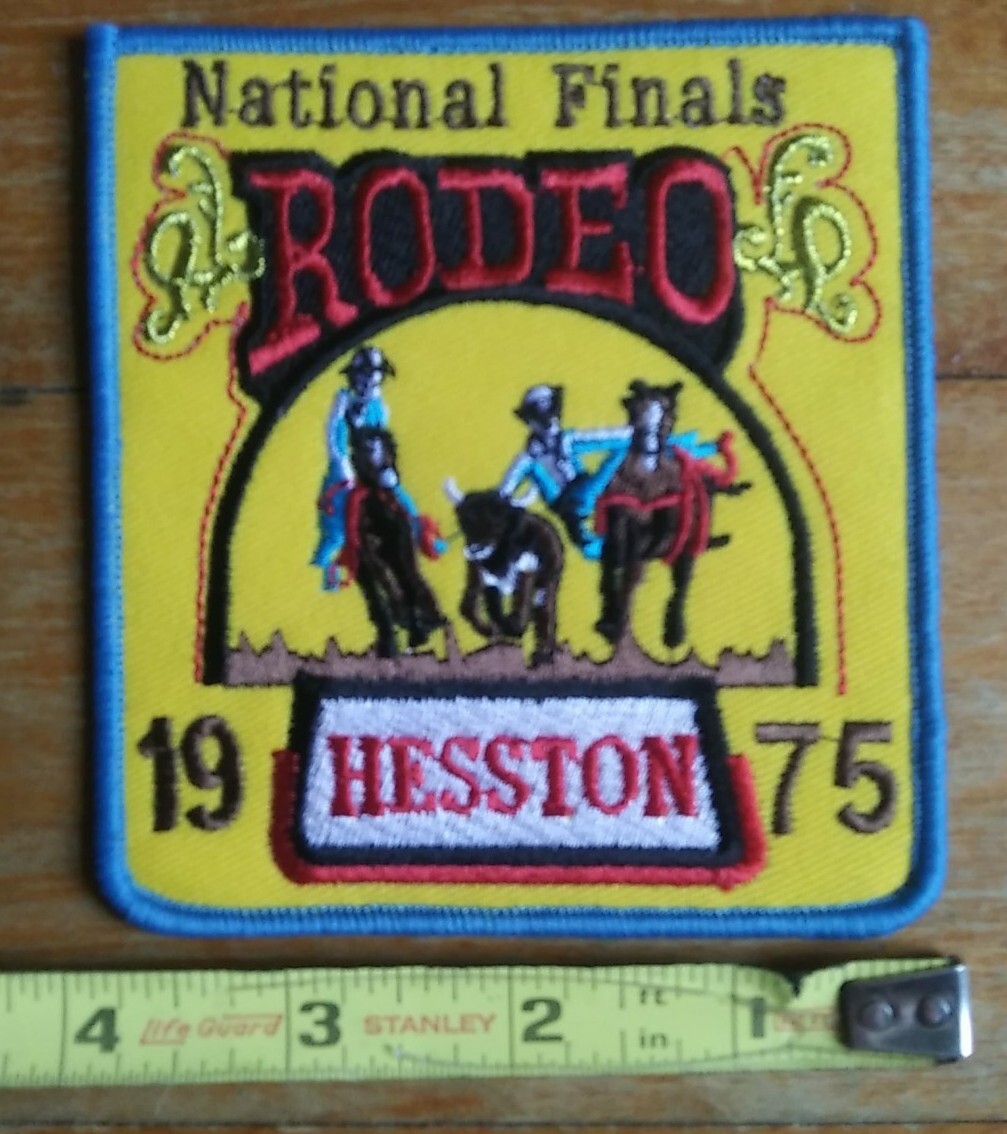 National Finals
RODEO
HESSTON
19 75
4 Life Guard 3 STANLEY 2 ft 1
in